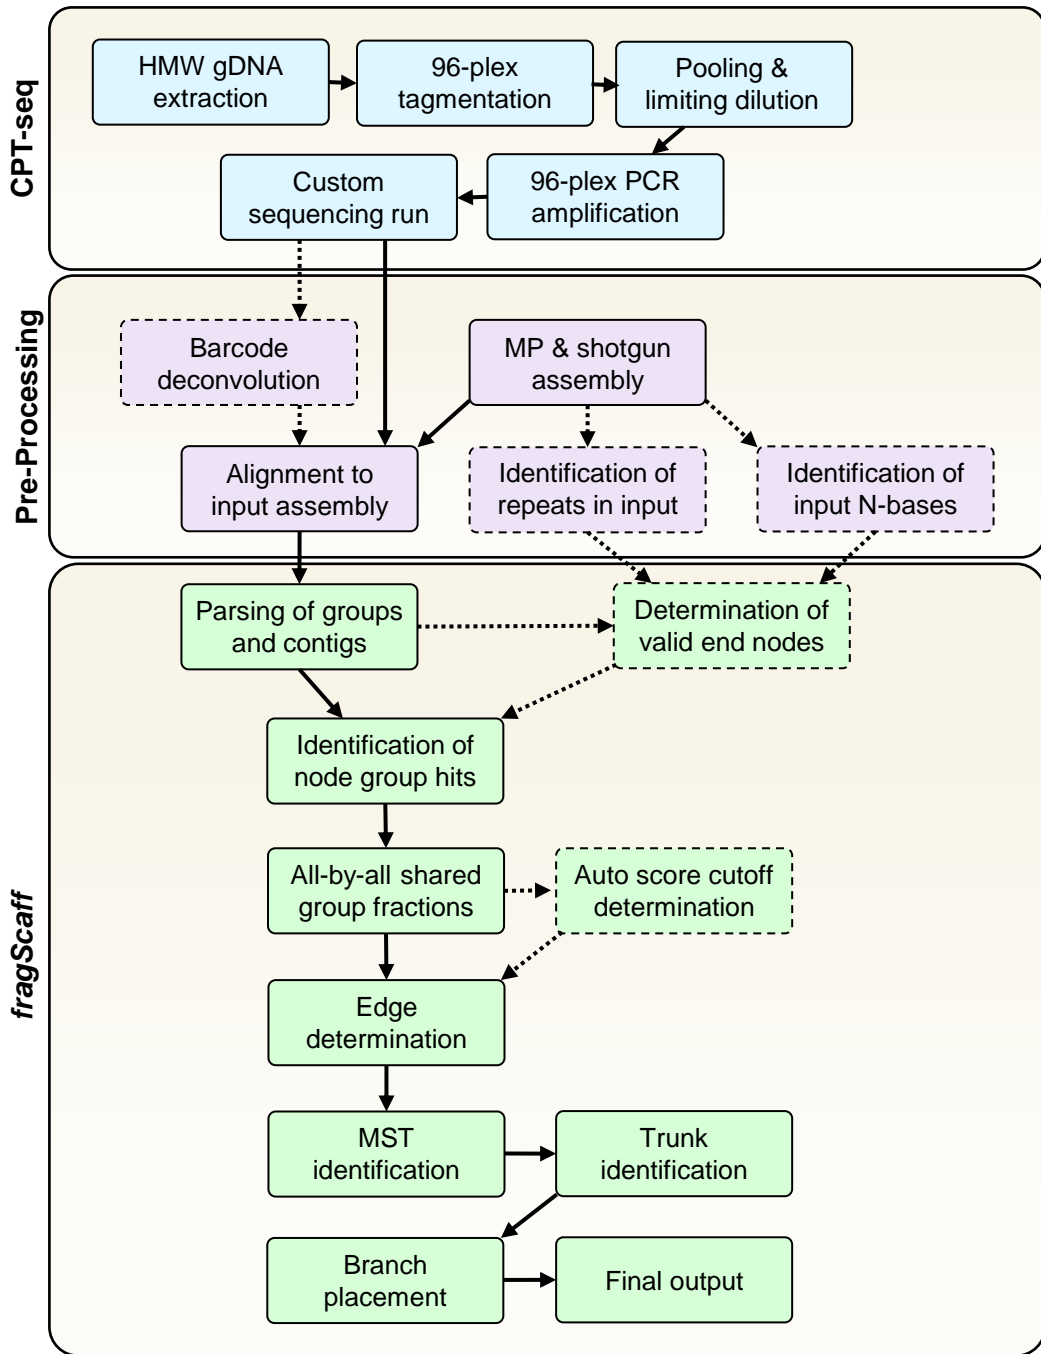 CPT-seq
HMW gDNA
extraction
96-plex
tagmentation
Pooling &
limiting dilution
Custom
sequencing run
96-plex PCR
amplification
Pre-Processing
Barcode
deconvolution
MP & shotgun
assembly
Alignment to
input assembly
Identification of
repeats in input
Identification of
input N-bases
fragScaff
Parsing of groups
and contigs
Determination of
valid end nodes
Identification of
node group hits
All-by-all shared
group fractions
Auto score cutoff
determination
Edge
determination
MST
identification
Trunk
identification
Branch
placement
Final output